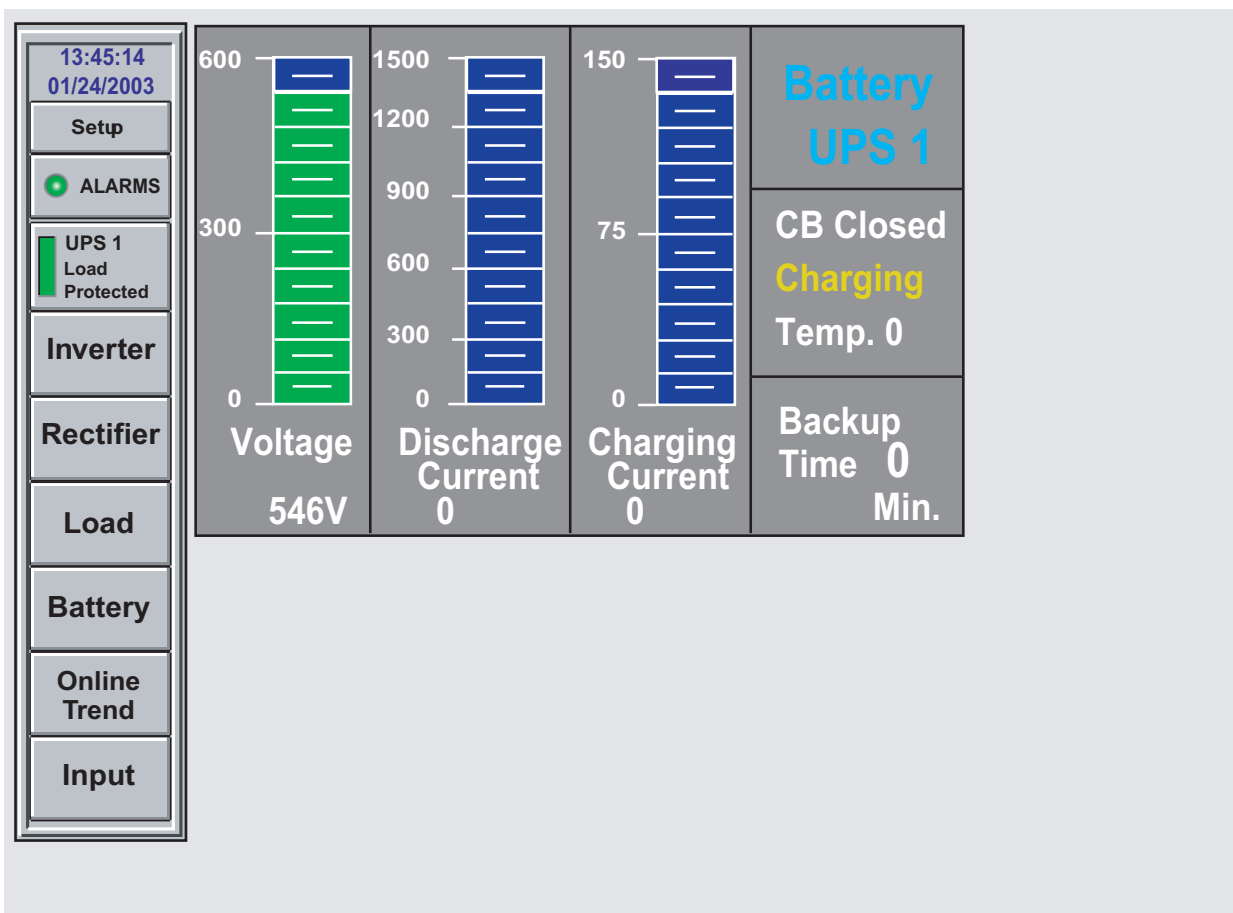 13:45:14
01/24/2003
Setup
ALARMS
UPS 1
Load
Protected
Inverter
Rectifier
Load
Battery
Online
Trend
Input
600
300
0
Voltage
546V
1500
1200
900
600
300
0
Discharge
Current
0
150
75
0
Charging
Current
0
Battery
UPS 1
CB Closed
Charging
Temp. 0
Backup
Time 0
Min.